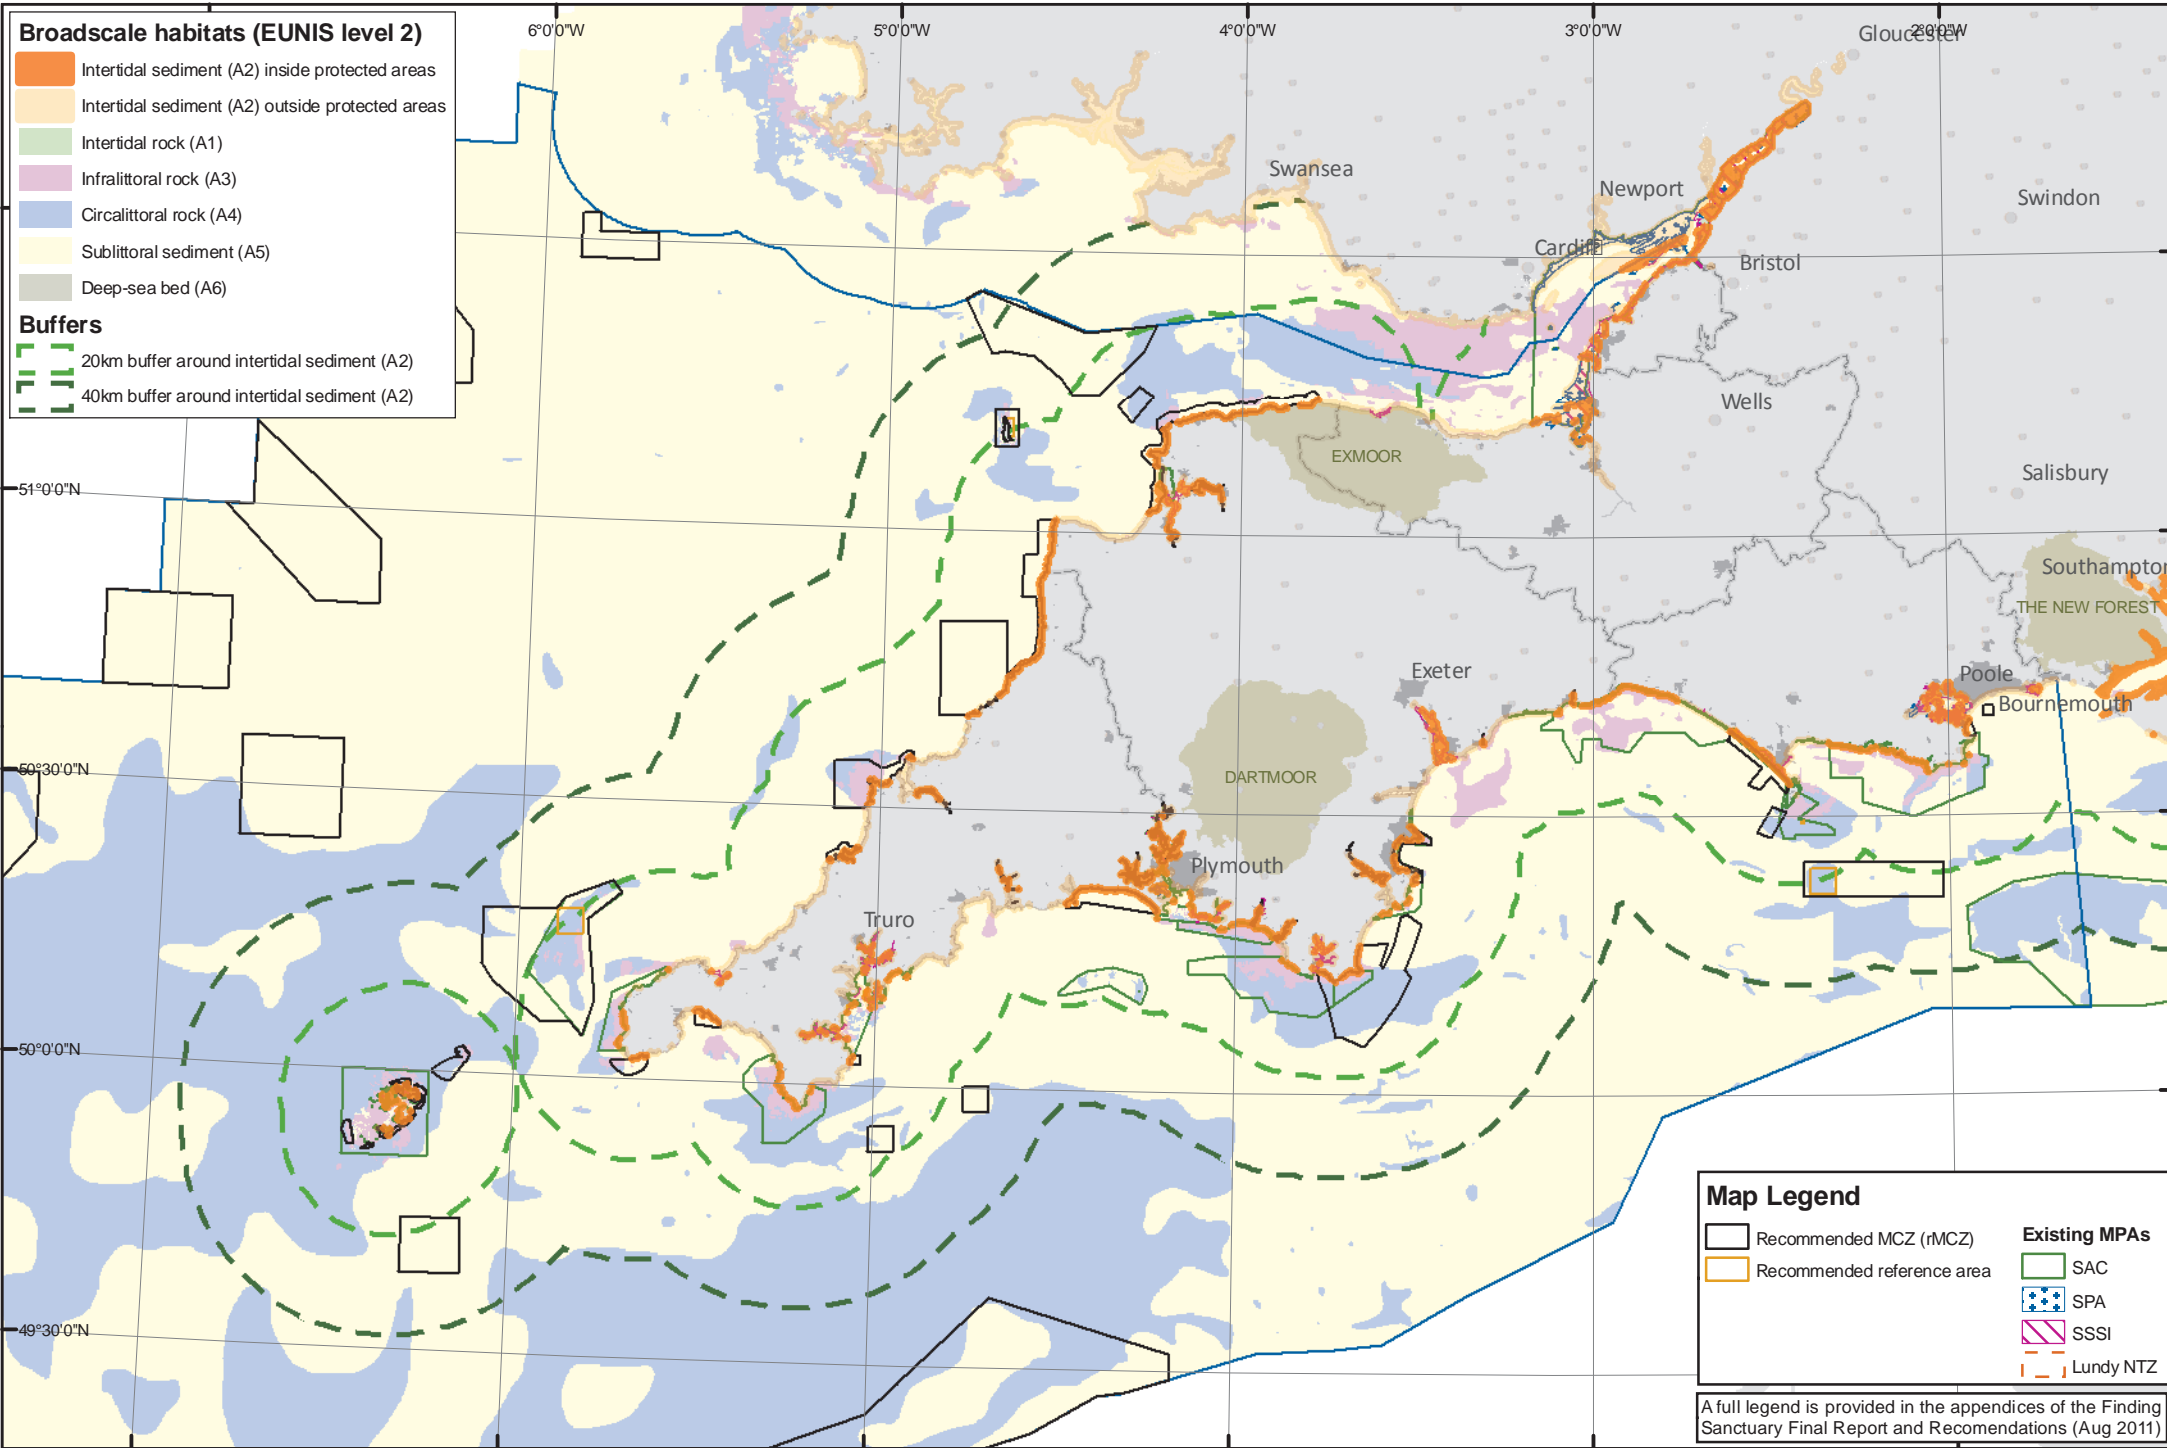 Broadscale habitats (EUNIS level 2)
Intertidal sediment (A2) inside protected areas
Intertidal sediment (A2) outside protected areas
Intertidal rock (A1)
Infralittoral rock (A3)
Circalittoral rock (A4)
Sublittoral sediment (A5)
Deep-sea bed (A6)
Buffers
20km buffer around intertidal sediment (A2)
40km buffer around intertidal sediment (A2)
6°0'0"W
5°0'0"W
4°0'0"W
3°0'0"W
2°0'0"W
Gloucester
Swansea
Newport
Swindon
Cardiff
Bristol
Wells
EXMOOR
Salisbury
51°0'0"N
Southampton
THE NEW FOREST
Exeter
Poole
Bournemouth
DARTMOOR
50°30'0"N
Plymouth
Truro
50°0'0"N
49°30'0"N
Map Legend
Recommended MCZ (rMCZ)
Recommended reference area
Existing MPAs
SAC
SPA
SSSI
Lundy NTZ
A full legend is provided in the appendices of the Finding
Sanctuary Final Report and Recomendations (Aug 2011)